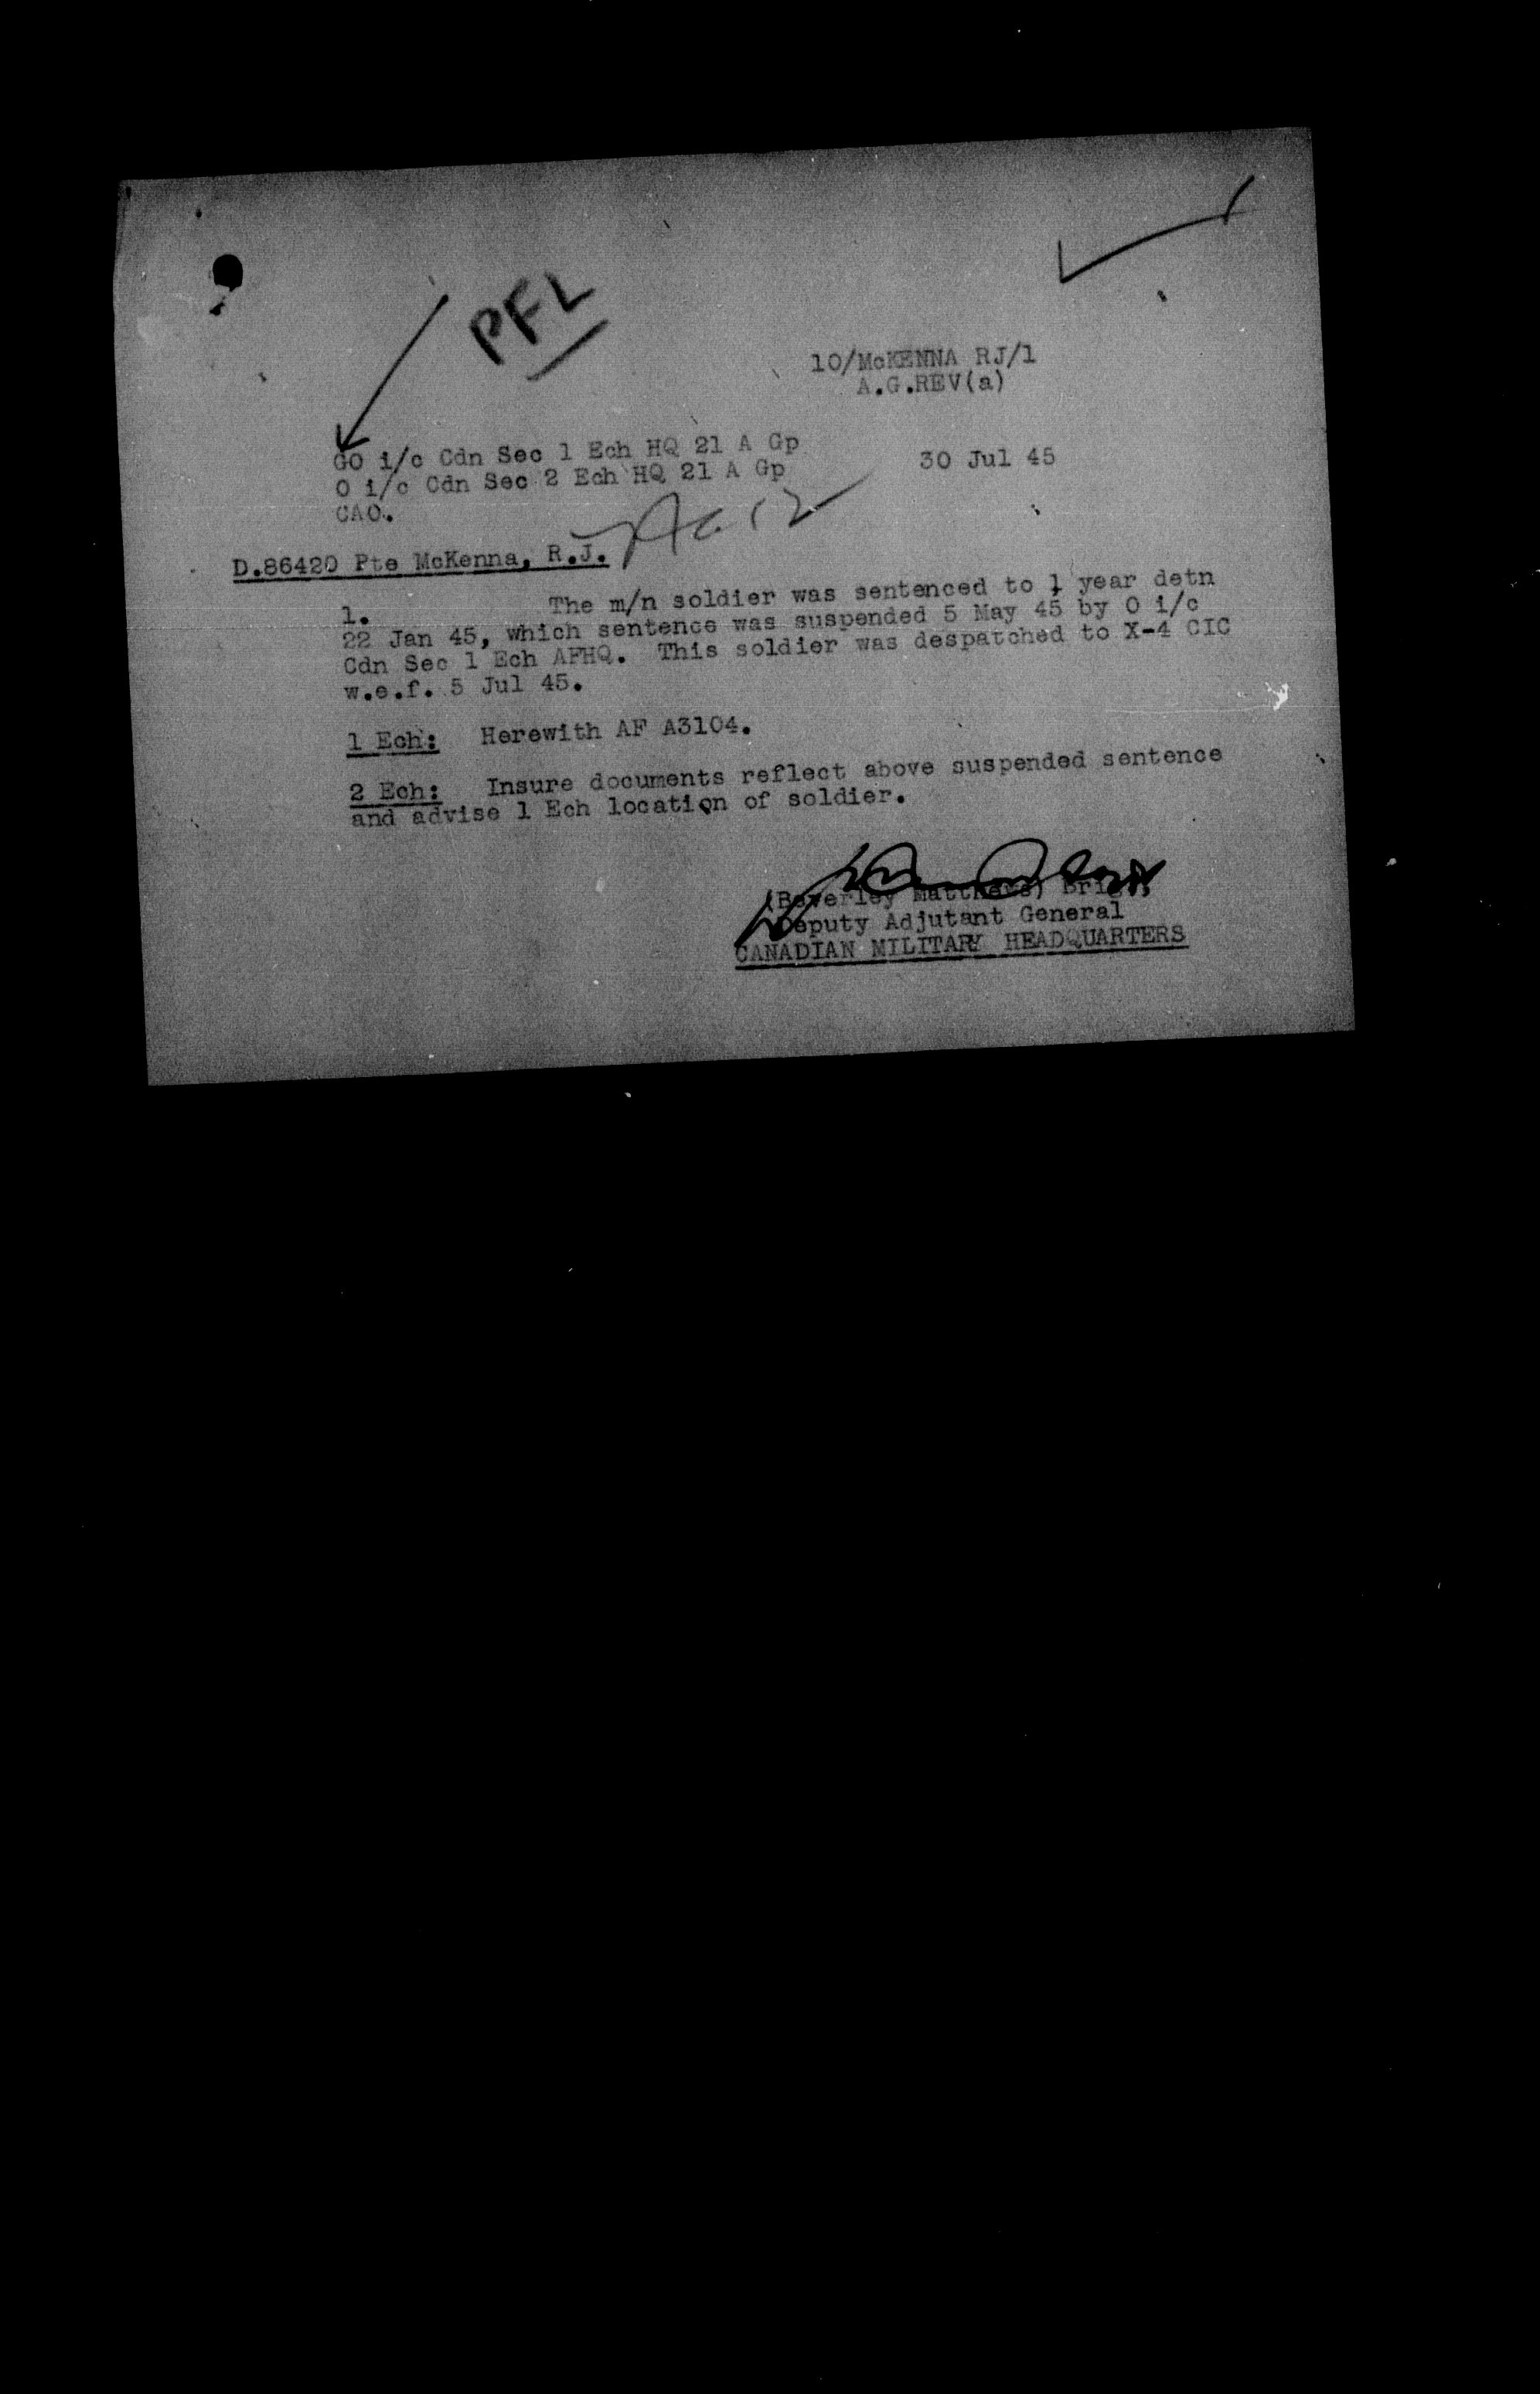 PFL
10/McKENNA RJ/1
A.G.REV(a)
GO i/c Cdn Sec 1 Ech HQ 21 A Gp
30 Jul 45
O i/c Cdn Sec 2 Ech HQ 21 A Gp
CAO.
D.86420 Pte McKenna, R.J.
1. The m/n soldier was sentenced to 1 year detn
22 Jan 45, which sentence was suspended 5 May 45 by O i/c
Cdn Sec 1 Ech AFHQ. This soldier was despatched to X-4 CIC
w.e.f. 5 Jul 45.
1 Ech: Herewith AF A3104.
2 Ech: Insure documents reflect above suspended sentence
and advise 1 Ech location of soldier.
(Beverley Matthews) Brig,
Deputy Adjutant General
CANADIAN MILITARY HEADQUARTERS